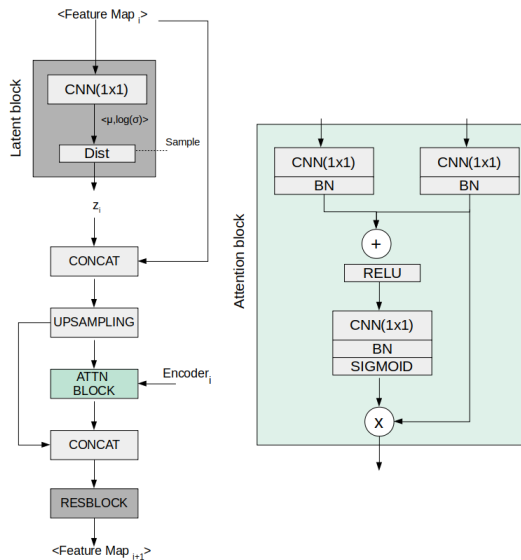 <Feature Map i>
Latent block
CNN(1x1)
<μ,log(σ)>
Sample
Dist
zi
CONCAT
UPSAMPLING
ATTN
BLOCK
Encoderi
CONCAT
RESBLOCK
<Feature Map i+1>
Attention block
CNN(1x1)
BN
CNN(1x1)
BN
+
RELU
CNN(1x1)
BN
SIGMOID
X